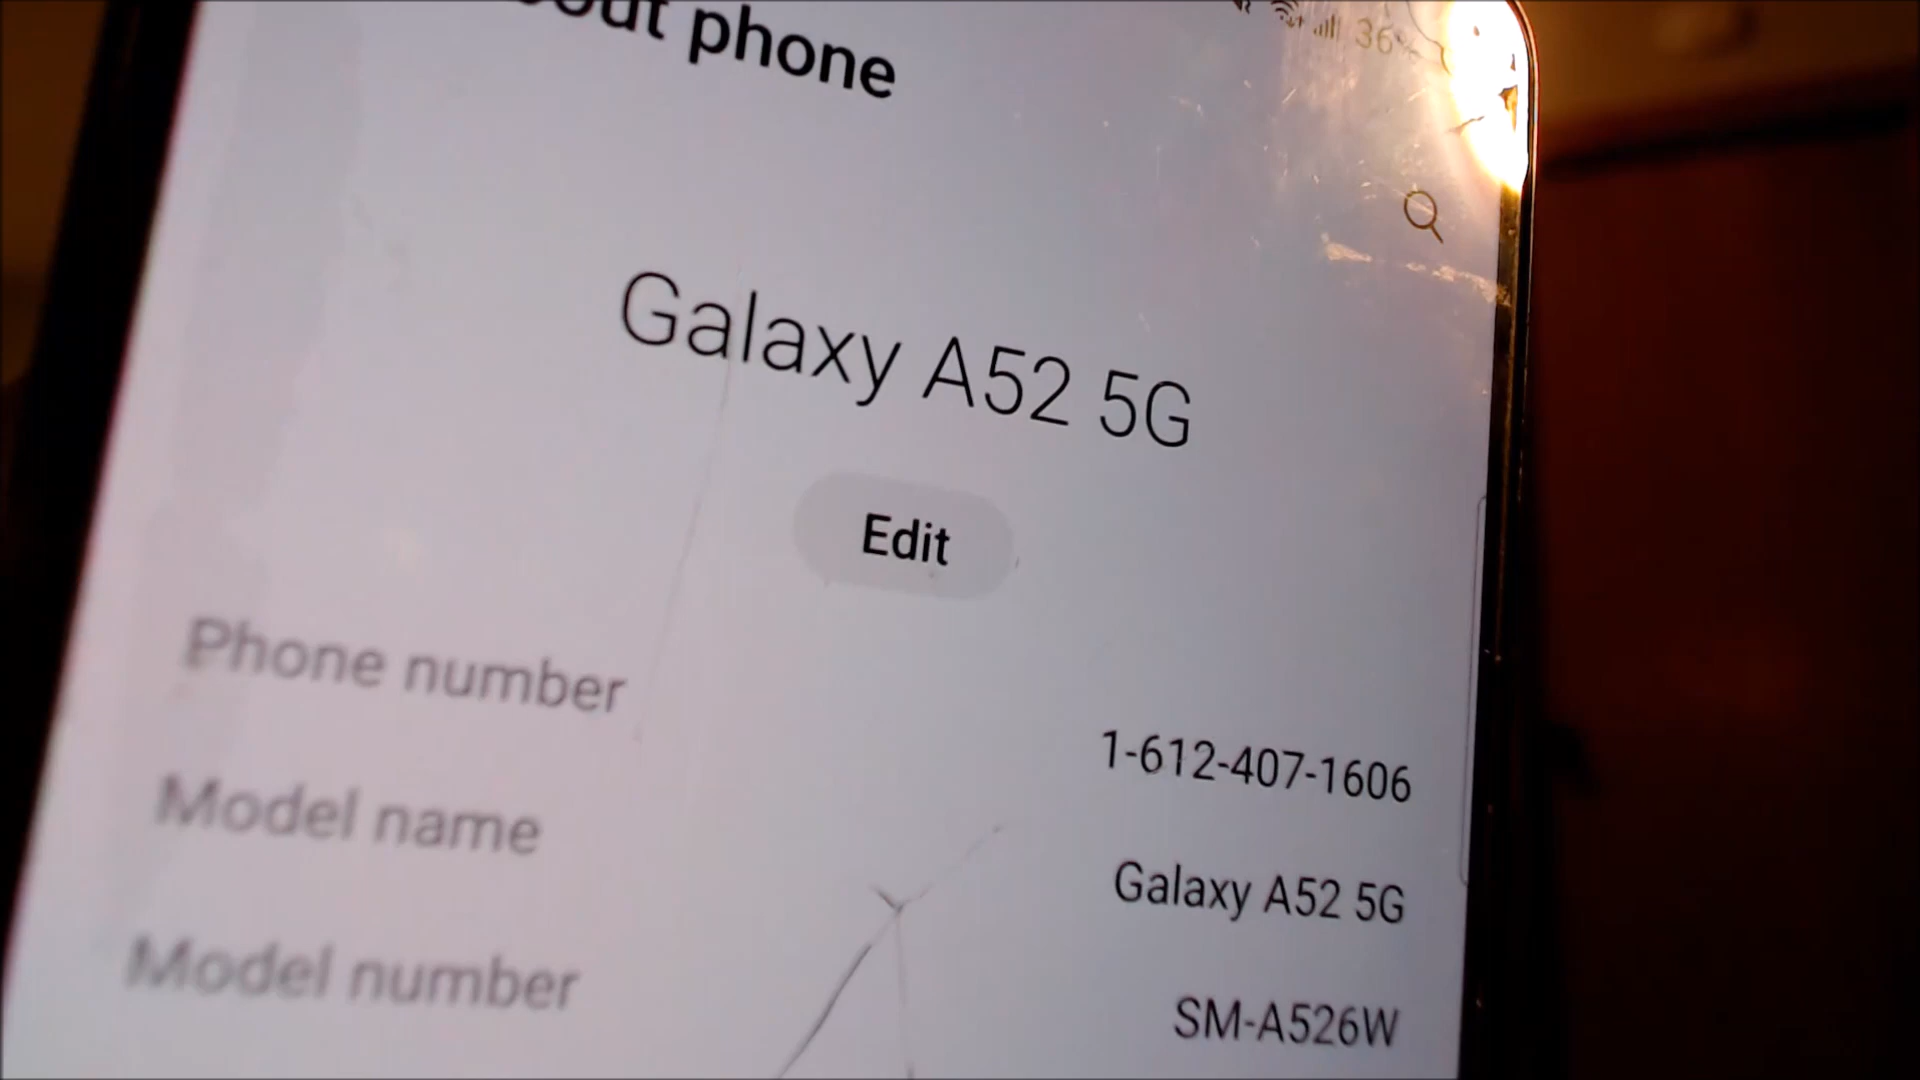 out phone
36%
Galaxy A52 5G
Edit
Phone number
1-612-407-1606
Model name
Galaxy A52 5G
Model number
SM-A526W